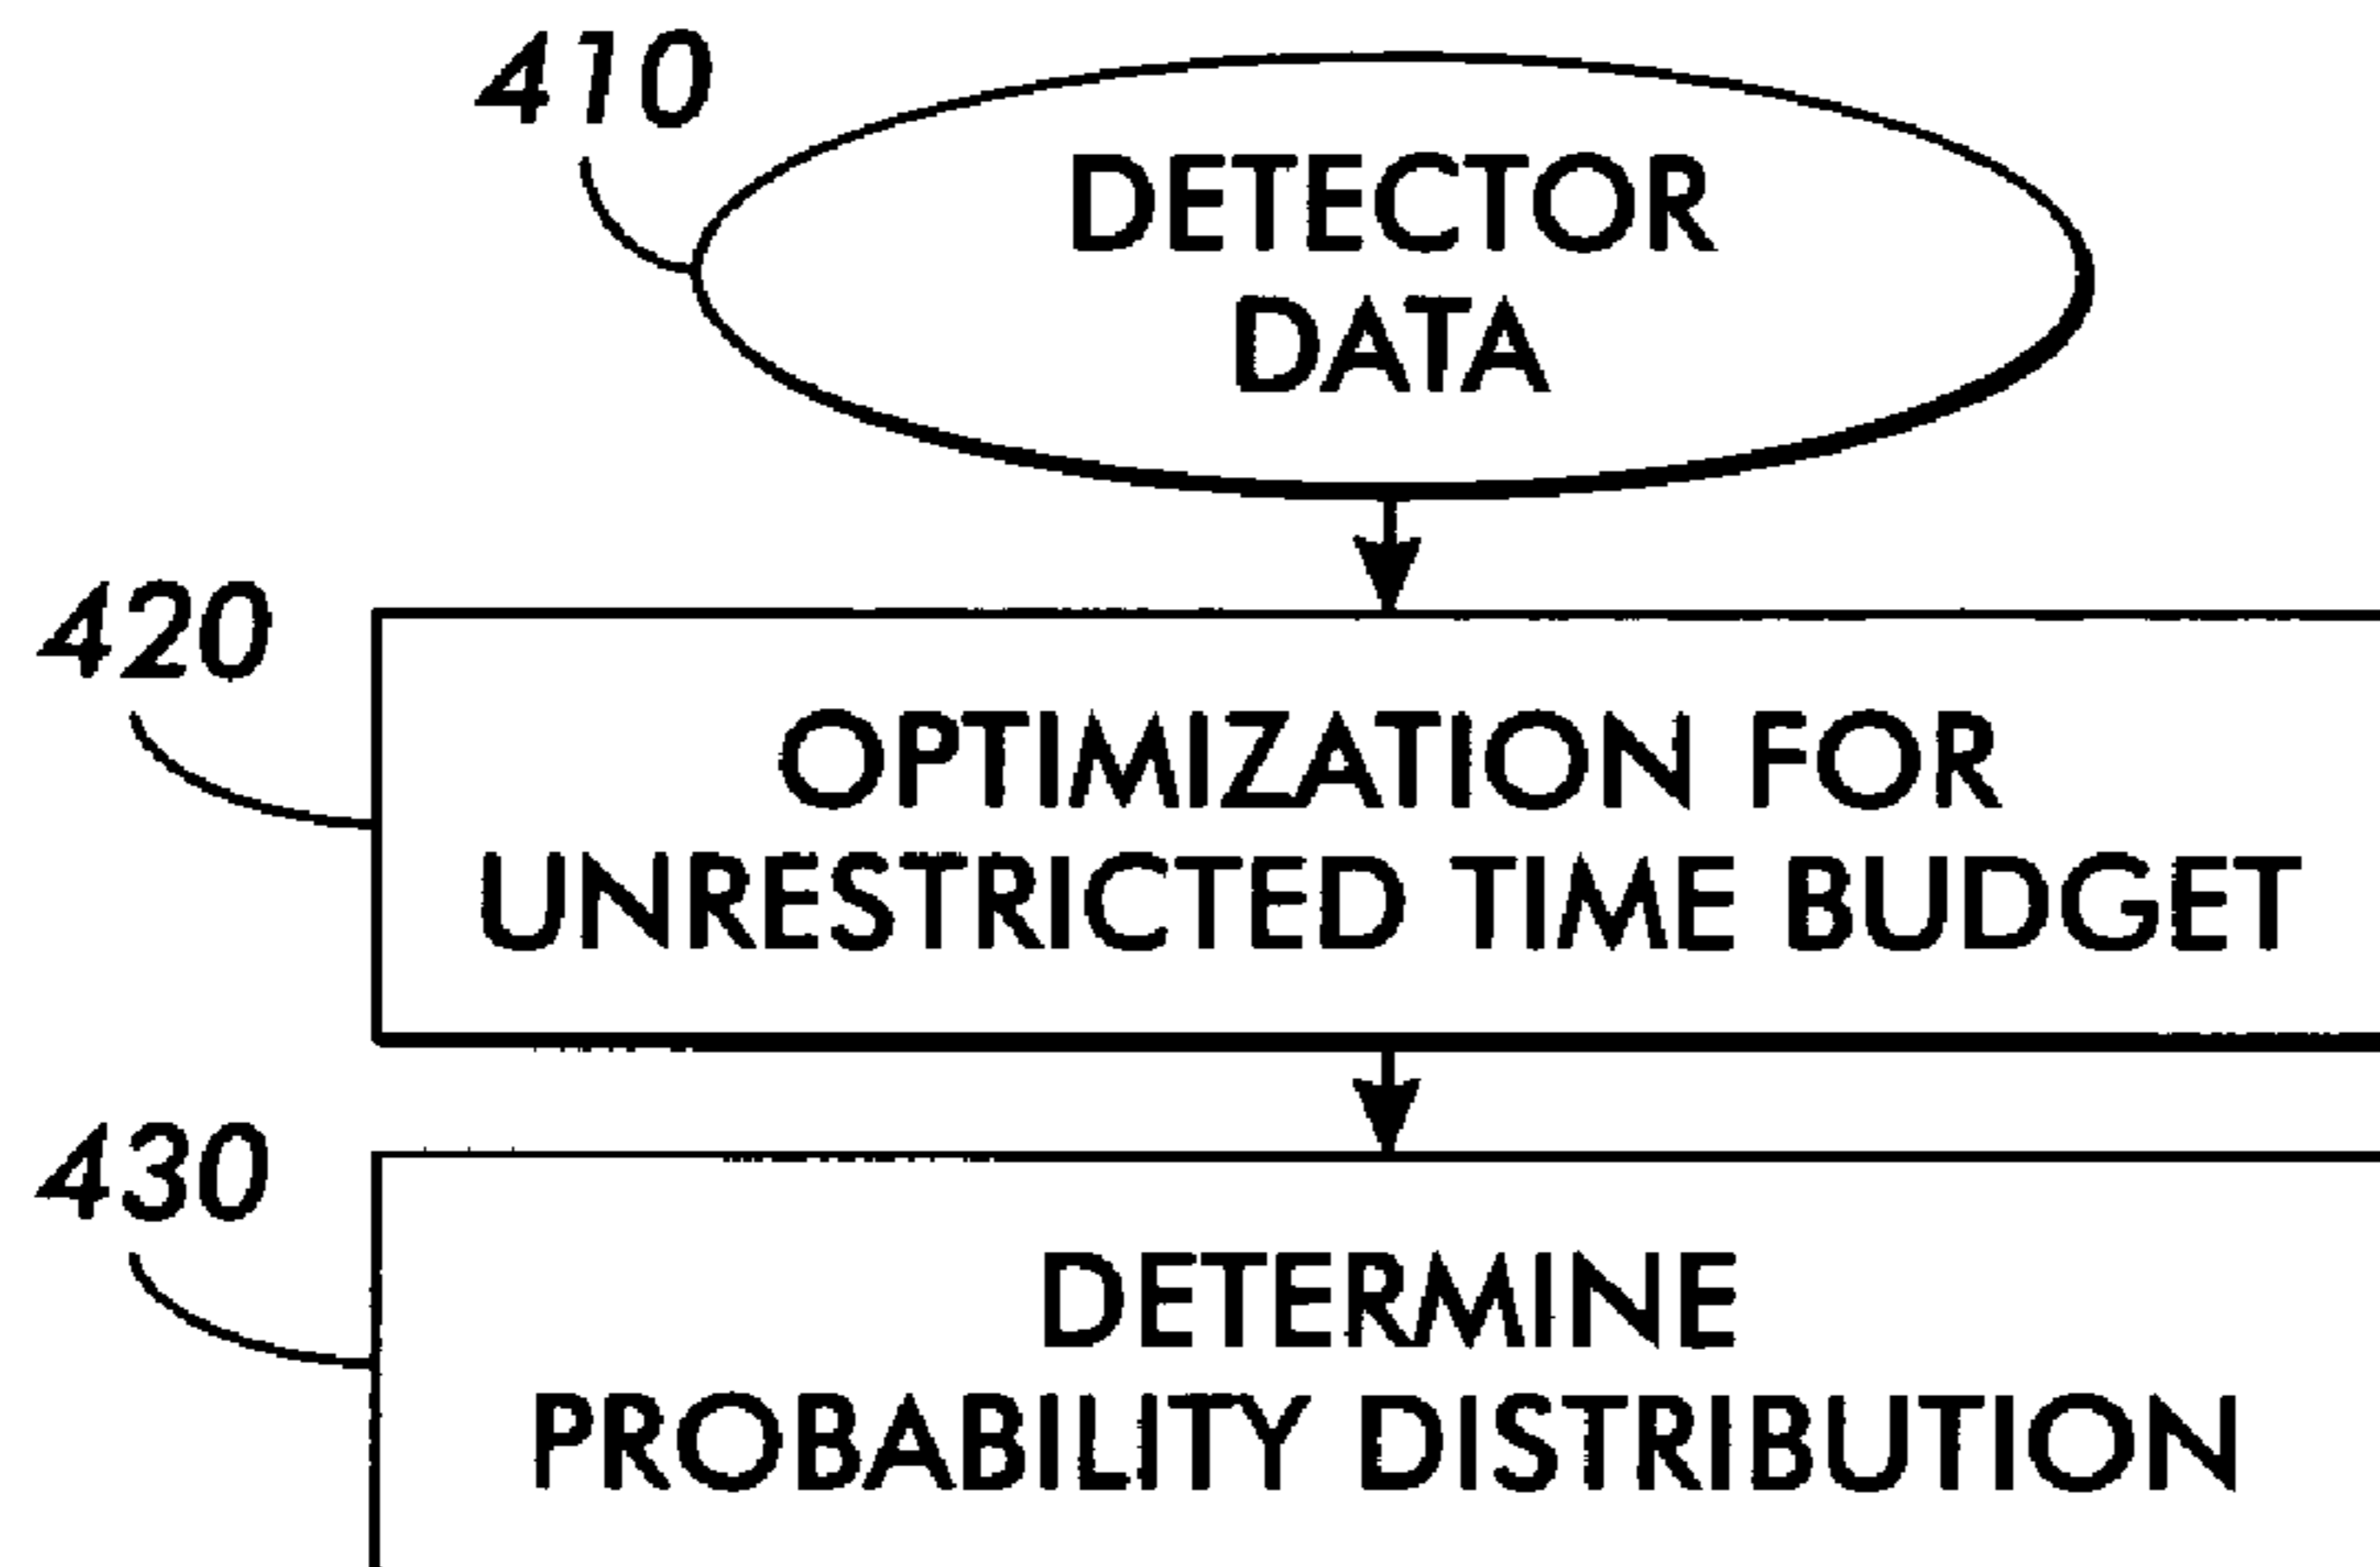 410
DETECTOR
DATA
420
OPTIMIZATION FOR
UNRESTRICTED TIME BUDGET
430
DETERMINE
PROBABILITY DISTRIBUTION